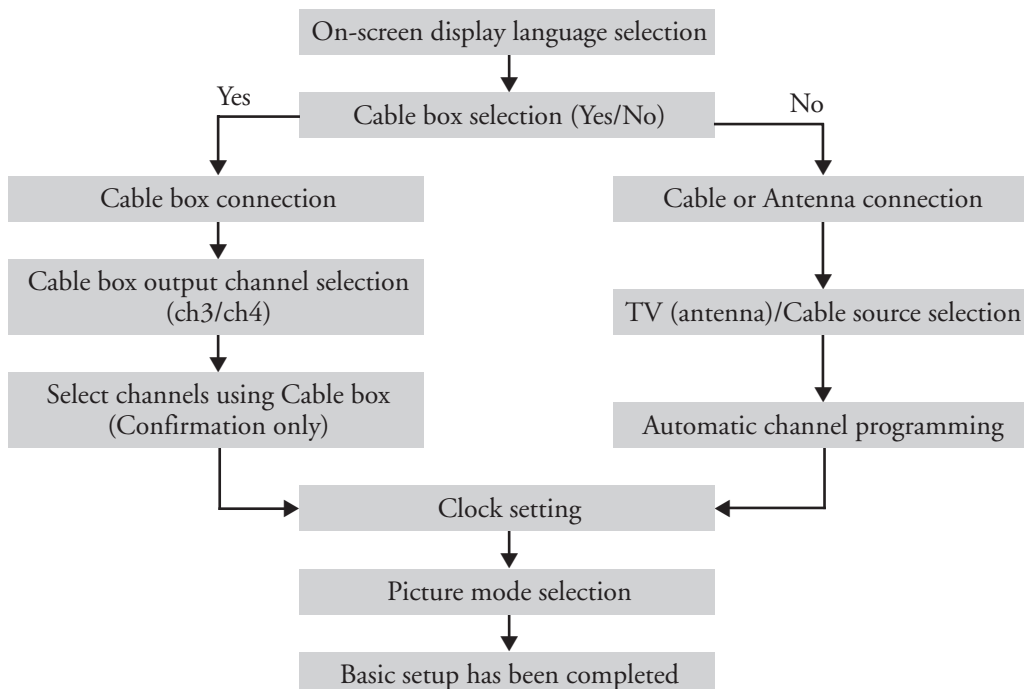 On-screen display language selection
Yes
Cable box selection (Yes/No)
No
Cable box connection
Cable or Antenna connection
Cable box output channel selection
(ch3/ch4)
TV (antenna)/Cable source selection
Select channels using Cable box
(Confirmation only)
Automatic channel programming
Clock setting
Picture mode selection
Basic setup has been completed